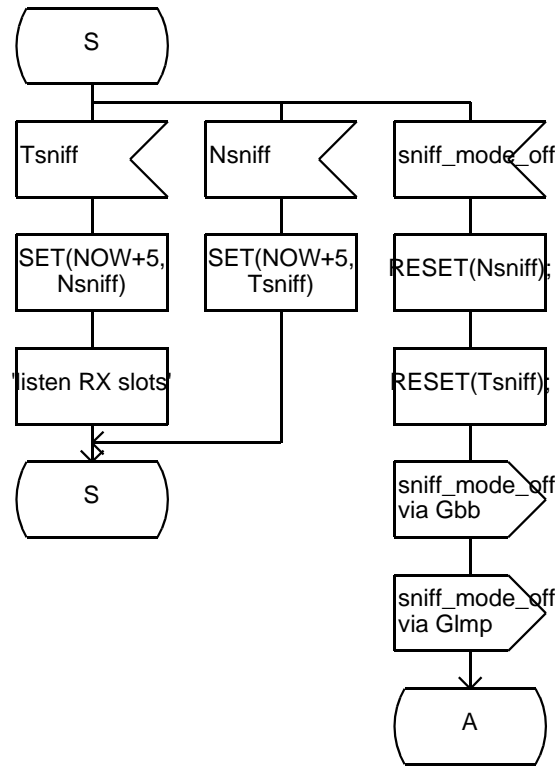 S
Tsniff
Nsniff
sniff_mode_off
SET(NOW+5,
Nsniff)
SET(NOW+5,
Tsniff)
RESET(Nsniff);
'listen RX slots'
RESET(Tsniff);
S
sniff_mode_off
via Gbb
sniff_mode_off
via Glmp
A